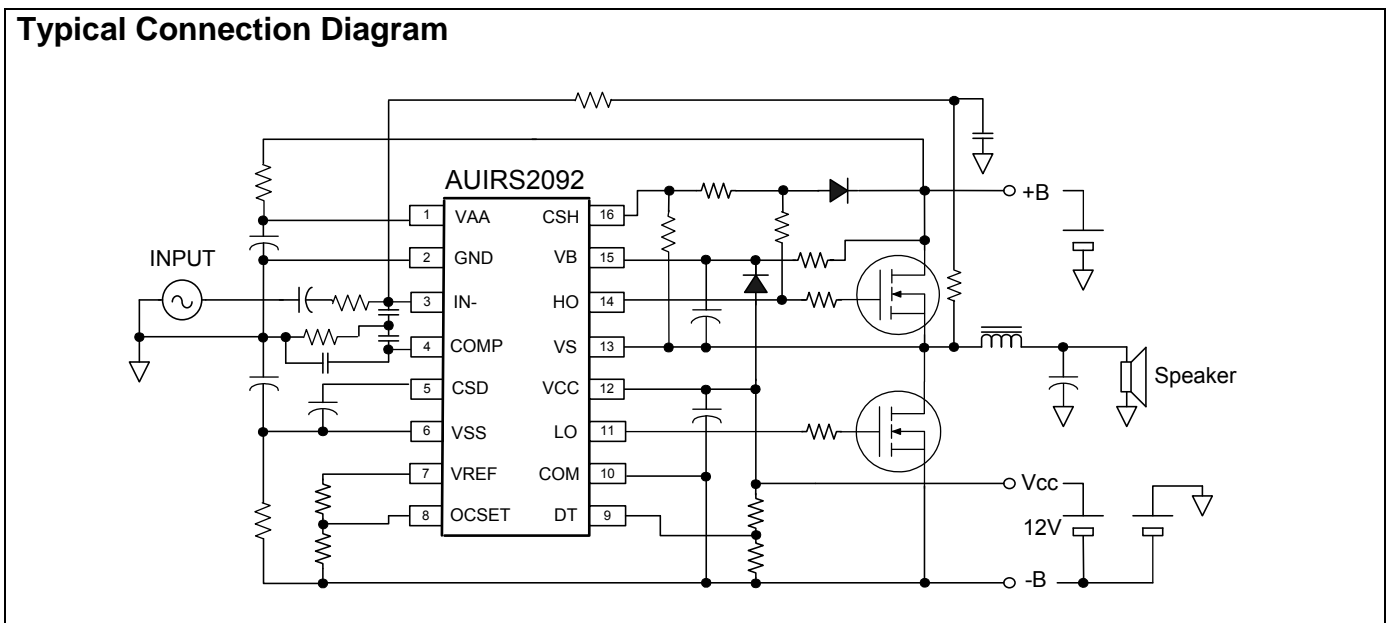 Typical Connection Diagram
AUIRS2092
+B
INPUT
1 VAA CSH 16
2 GND VB 15
3 IN- HO 14
4 COMP VS 13
5 CSD VCC 12
6 VSS LO 11
7 VREF COM 10
8 OCSET DT 9
Speaker
Vcc
12V
-B